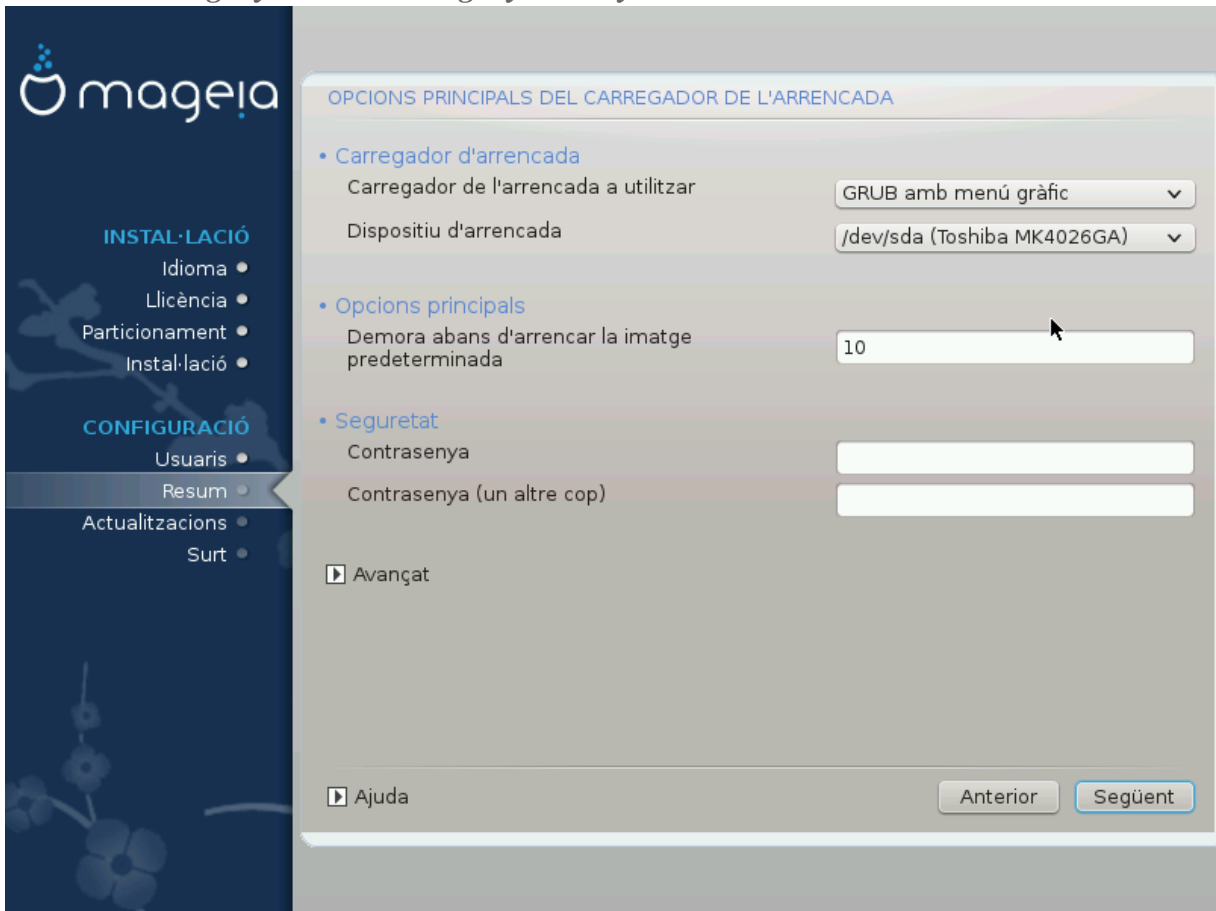 mageia
INSTAL·LACIÓ
Idioma
Llicència
Particionament
Instal·lació
CONFIGURACIÓ
Usuaris
Resum
Actualitzacions
Surt
OPCIONS PRINCIPALS DEL CARREGADOR DE L'ARRENCADA
• Carregador d'arrencada
Carregador de l'arrencada a utilitzar
GRUB amb menú gràfic
Dispositiu d'arrencada
/dev/sda (Toshiba MK4026GA)
• Opcions principals
Demora abans d'arrencar la imatge
predeterminada
10
• Seguretat
Contrasenya
Contrasenya (un altre cop)
Avançat
Ajuda
Anterior
Següent